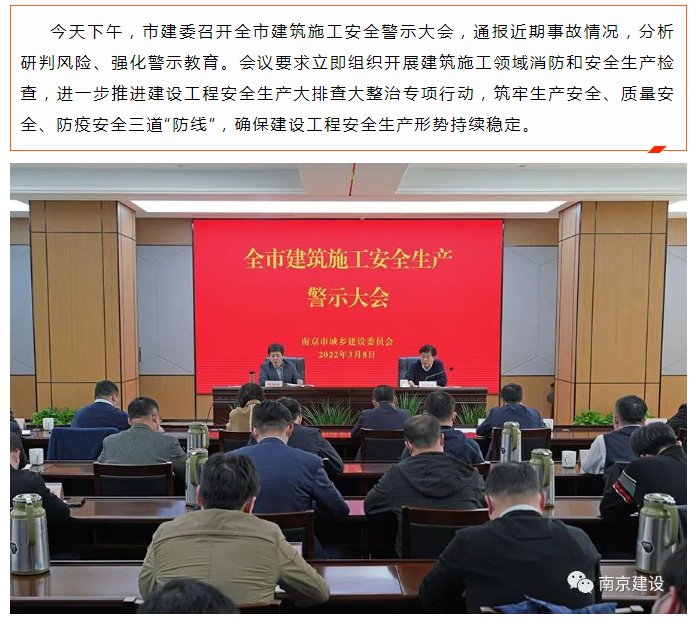 今天下午，市建委召开全市建筑施工安全警示大会，通报近期事故情况，分析
研判风险、强化警示教育。会议要求立即组织开展建筑施工领域消防和安全生产检
查，进一步推进建设工程安全生产大排查大整治专项行动，筑牢生产安全、质量安
全、防疫安全三道“防线”，确保建设工程安全生产形势持续稳定。
全市建筑施工安全生产
警示大会
南京市城乡建设委员会
2022年3月8日
南京建设